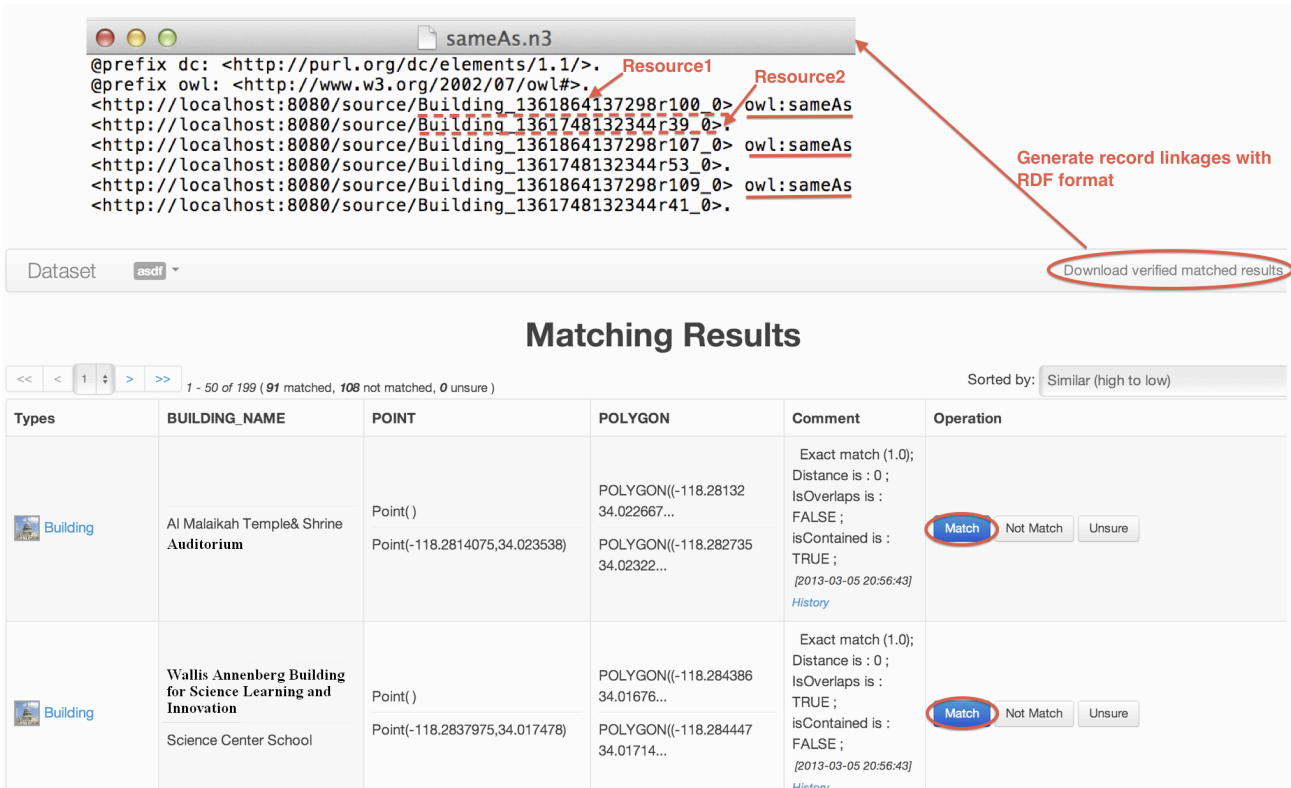 sameAs.n3
@prefix dc: <http://purl.org/dc/elements/1.1/>.
Resource1
@prefix owl: <http://www.w3.org/2002/07/owl#>.
Resource2
<http://localhost:8080/source/Building_1361864137298r100_0> owl:sameAs
<http://localhost:8080/source/Building_1361748132344r39_0>.
<http://localhost:8080/source/Building_1361864137298r107_0> owl:sameAs
<http://localhost:8080/source/Building_1361748132344r53_0>.
<http://localhost:8080/source/Building_1361864137298r109_0> owl:sameAs
<http://localhost:8080/source/Building_1361748132344r41_0>.
Generate record linkages with
RDF format
Dataset asdf Download verified matched results
Matching Results
<< < 1 > >> 1 - 50 of 199 ( 91 matched, 108 not matched, 0 unsure ) Sorted by: Similar (high to low)
Types BUILDING_NAME POINT POLYGON Comment Operation
Building
Al Malaikah Temple& Shrine
Auditorium
Point( )
Point(-118.2814075,34.023538)
POLYGON((-118.28132
34.022667...
POLYGON((-118.282735
34.02322...
Exact match (1.0);
Distance is : 0 ;
IsOverlaps is :
FALSE ;
isContained is :
TRUE ;
[2013-03-05 20:56:43]
History
Match Not Match Unsure
Building
Wallis Annenberg Building
for Science Learning and
Innovation
Science Center School
Point( )
Point(-118.2837975,34.017478)
POLYGON((-118.284386
34.01676...
POLYGON((-118.284447
34.01714...
Exact match (1.0);
Distance is : 0 ;
IsOverlaps is :
TRUE ;
isContained is :
FALSE ;
[2013-03-05 20:56:43]
History
Match Not Match Unsure